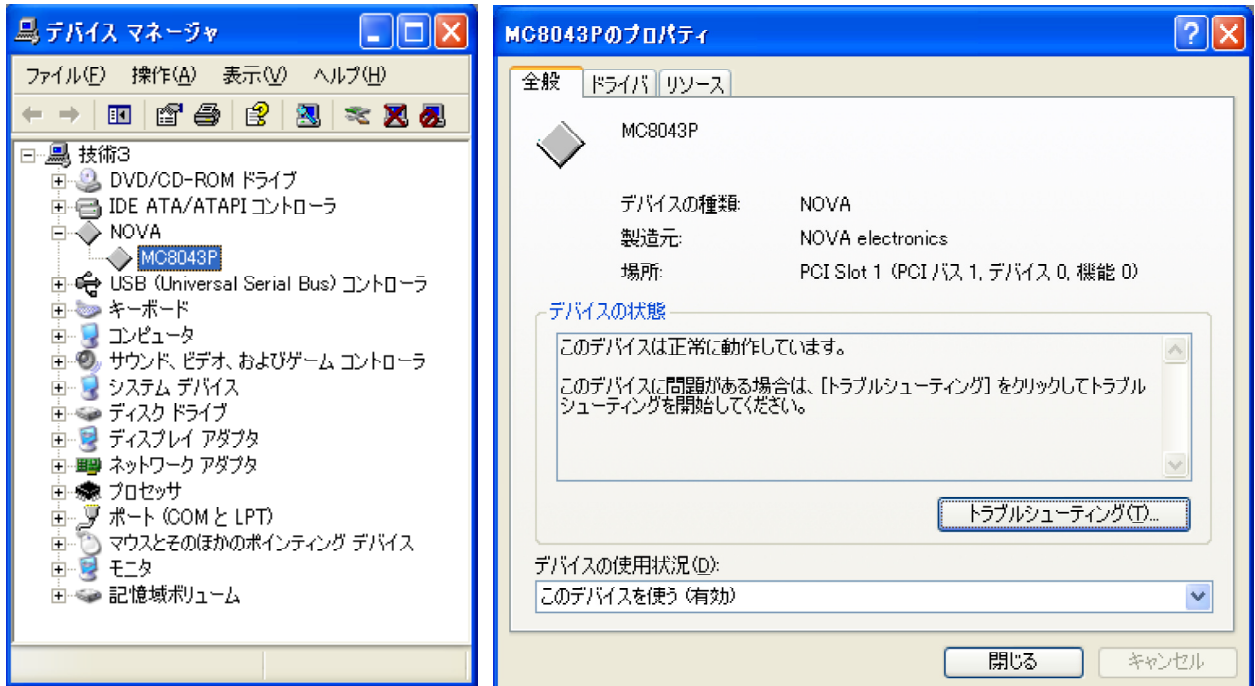 デバイス マネージャ
ファイル(F) 操作(A) 表示(V) ヘルプ(H)
技術3
DVD/CD-ROM ドライブ
IDE ATA/ATAPI コントローラ
NOVA
MC8043P
USB (Universal Serial Bus) コントローラ
キーボード
コンピュータ
サウンド、ビデオ、およびゲーム コントローラ
システム デバイス
ディスク ドライブ
ディスプレイ アダプタ
ネットワーク アダプタ
プロセッサ
ポート (COM と LPT)
マウスとそのほかのポインティング デバイス
モニタ
記憶域ボリューム
MC8043Pのプロパティ
全般 ドライバ リソース
MC8043P
デバイスの種類: NOVA
製造元: NOVA electronics
場所: PCI Slot 1 (PCI バス 1, デバイス 0, 機能 0)
デバイスの状態
このデバイスは正常に動作しています。
このデバイスに問題がある場合は、[トラブルシューティング] をクリックしてトラブル
シューティングを開始してください。
トラブルシューティング(T)...
デバイスの使用状況(D):
このデバイスを使う (有効)
閉じる キャンセル